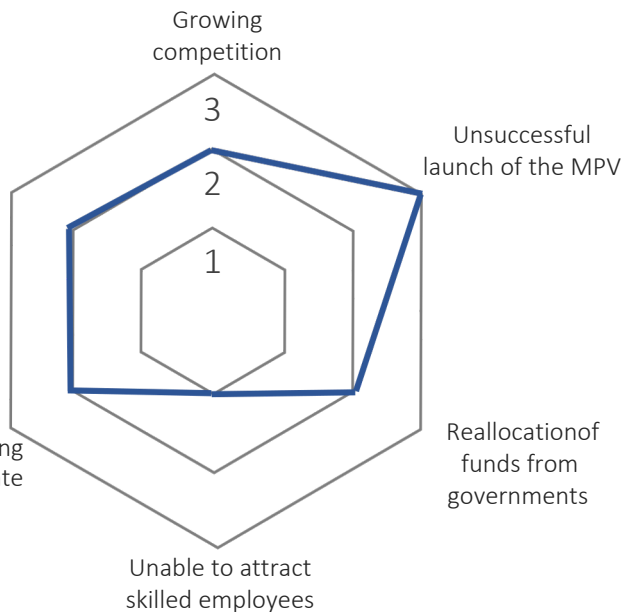 Growing
competition
3
Unsuccessful
launch of the MPV
2
1
Reallocationof
funds from
governments
Unable to attract
skilled employees